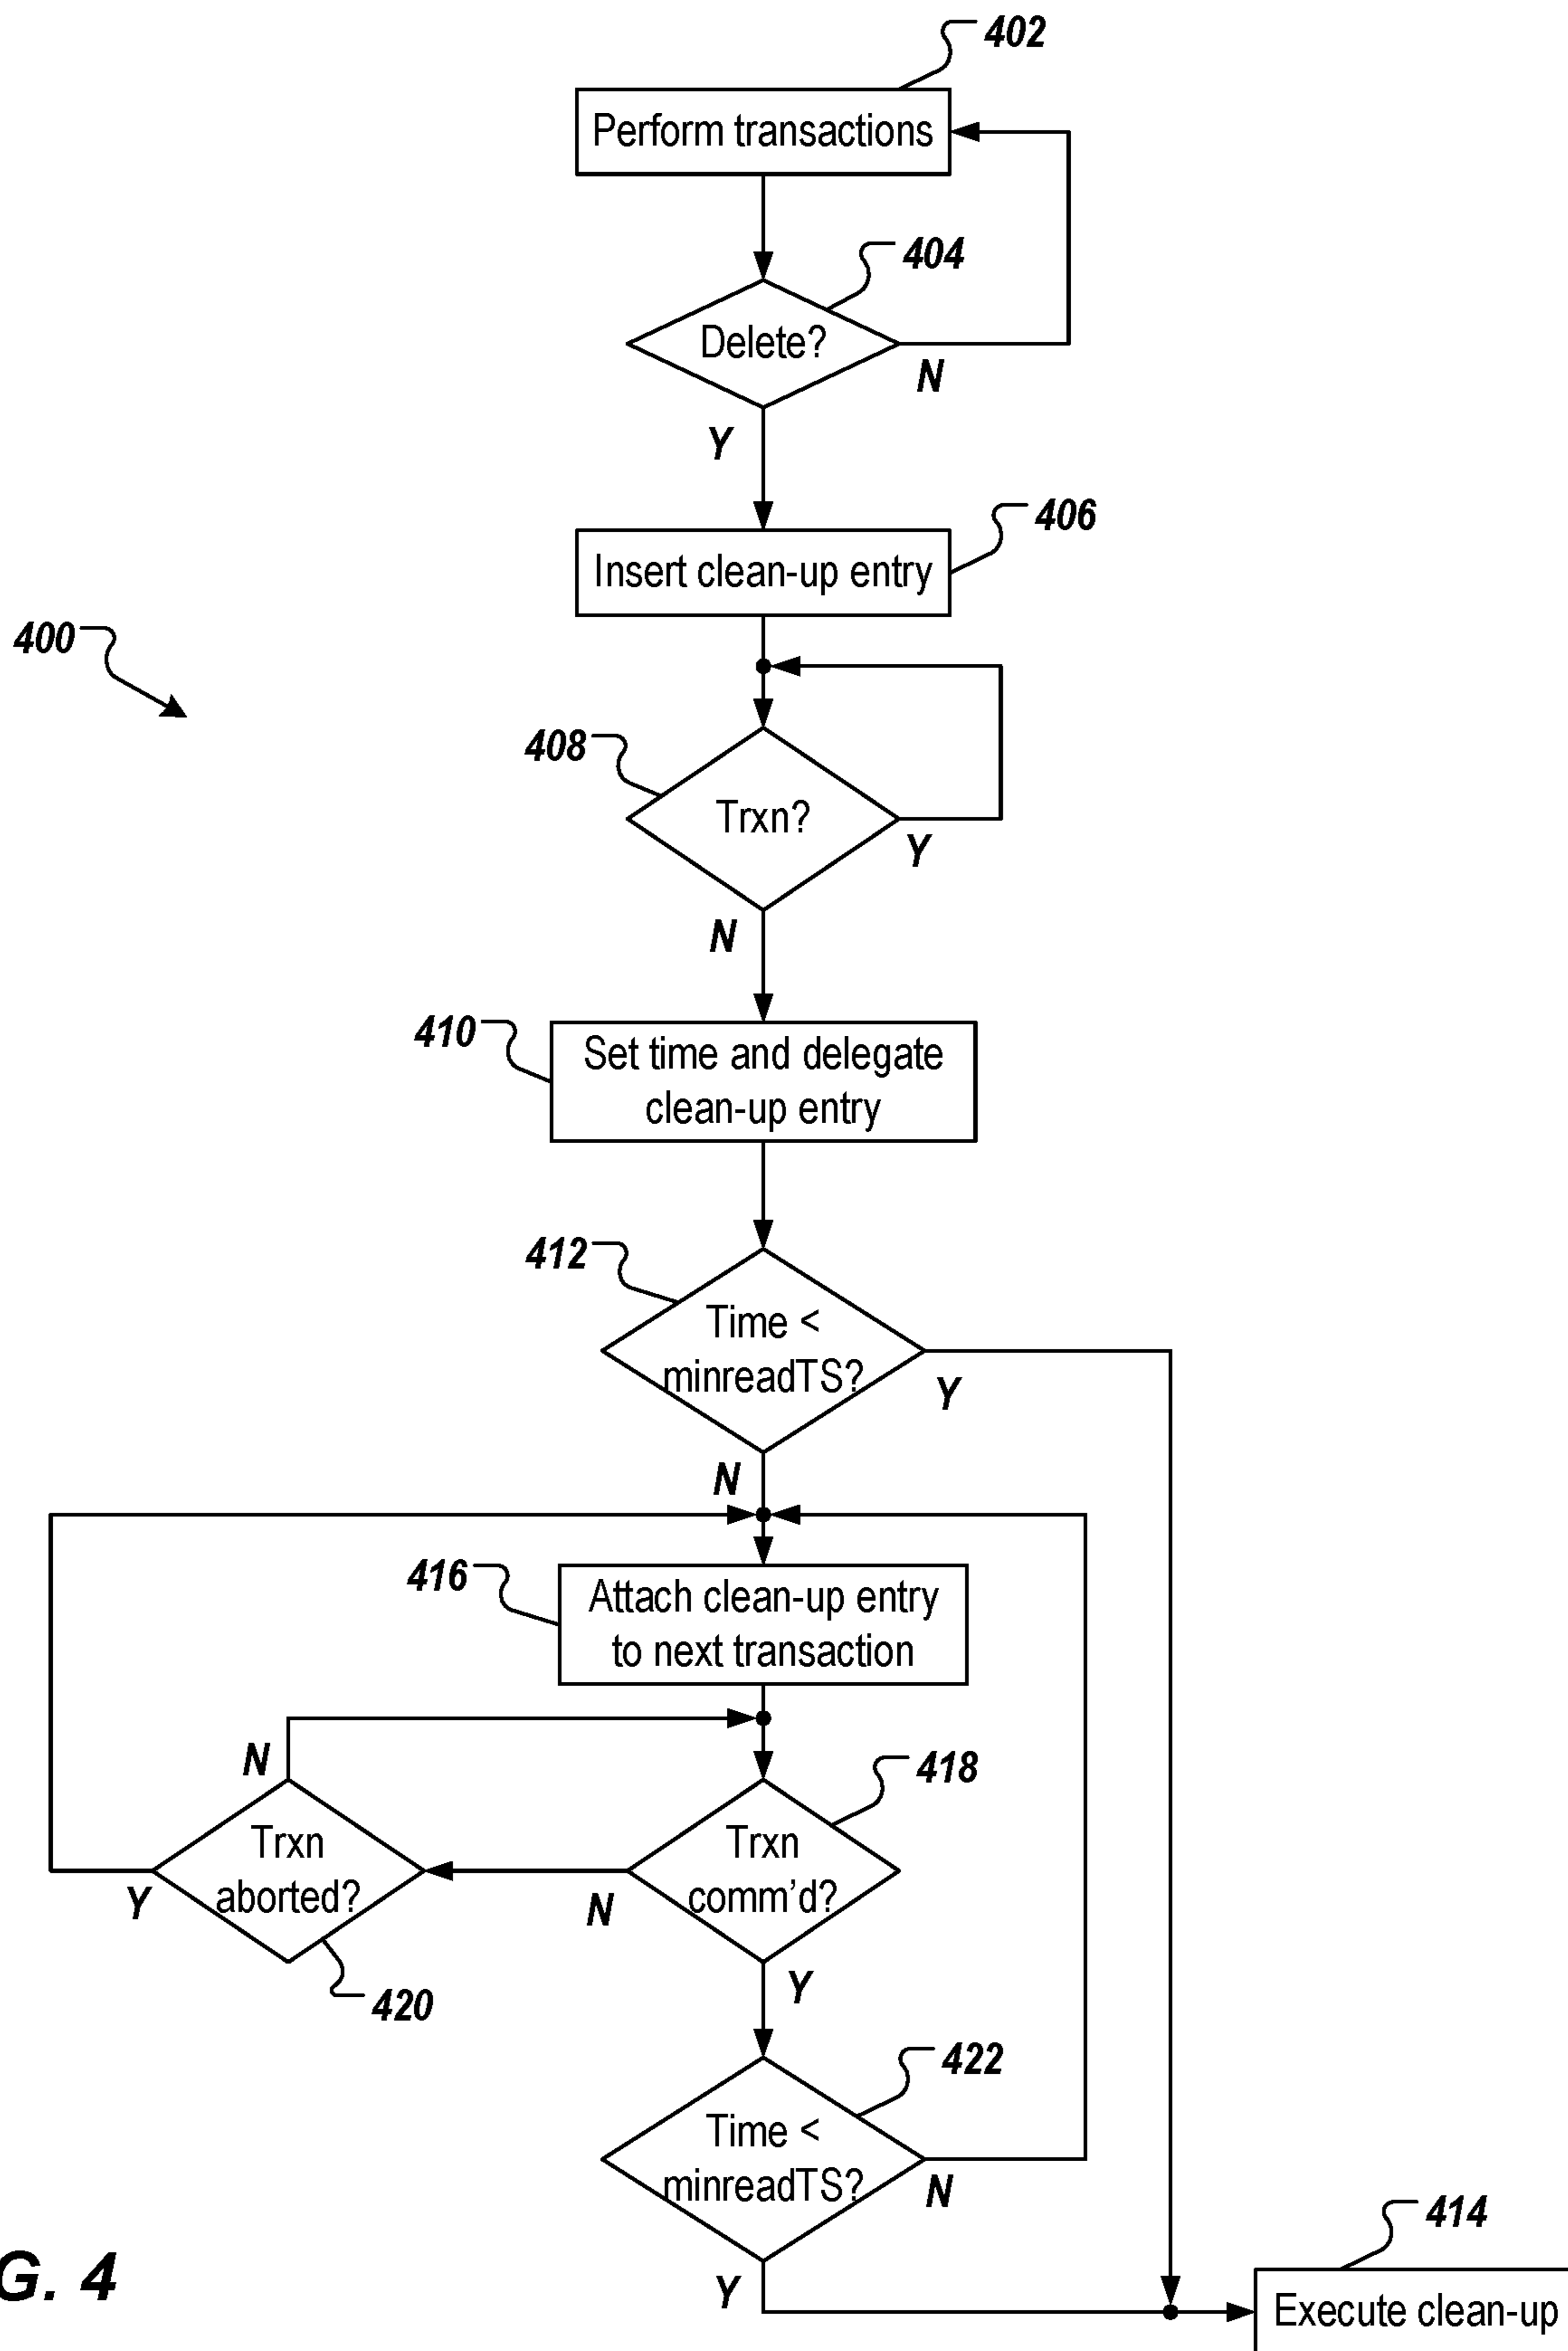 402
Perform transactions
404
Delete?
N
Y
406
Insert clean-up entry
400
408
Trxn?
Y
N
410
Set time and delegate
clean-up entry
412
Time <
minreadTS?
Y
N
416
Attach clean-up entry
to next transaction
N
418
Trxn
aborted?
Trxn
comm'd?
Y
N
Y
420
422
Time <
minreadTS?
N
414
G. 4
Y
Execute clean-up